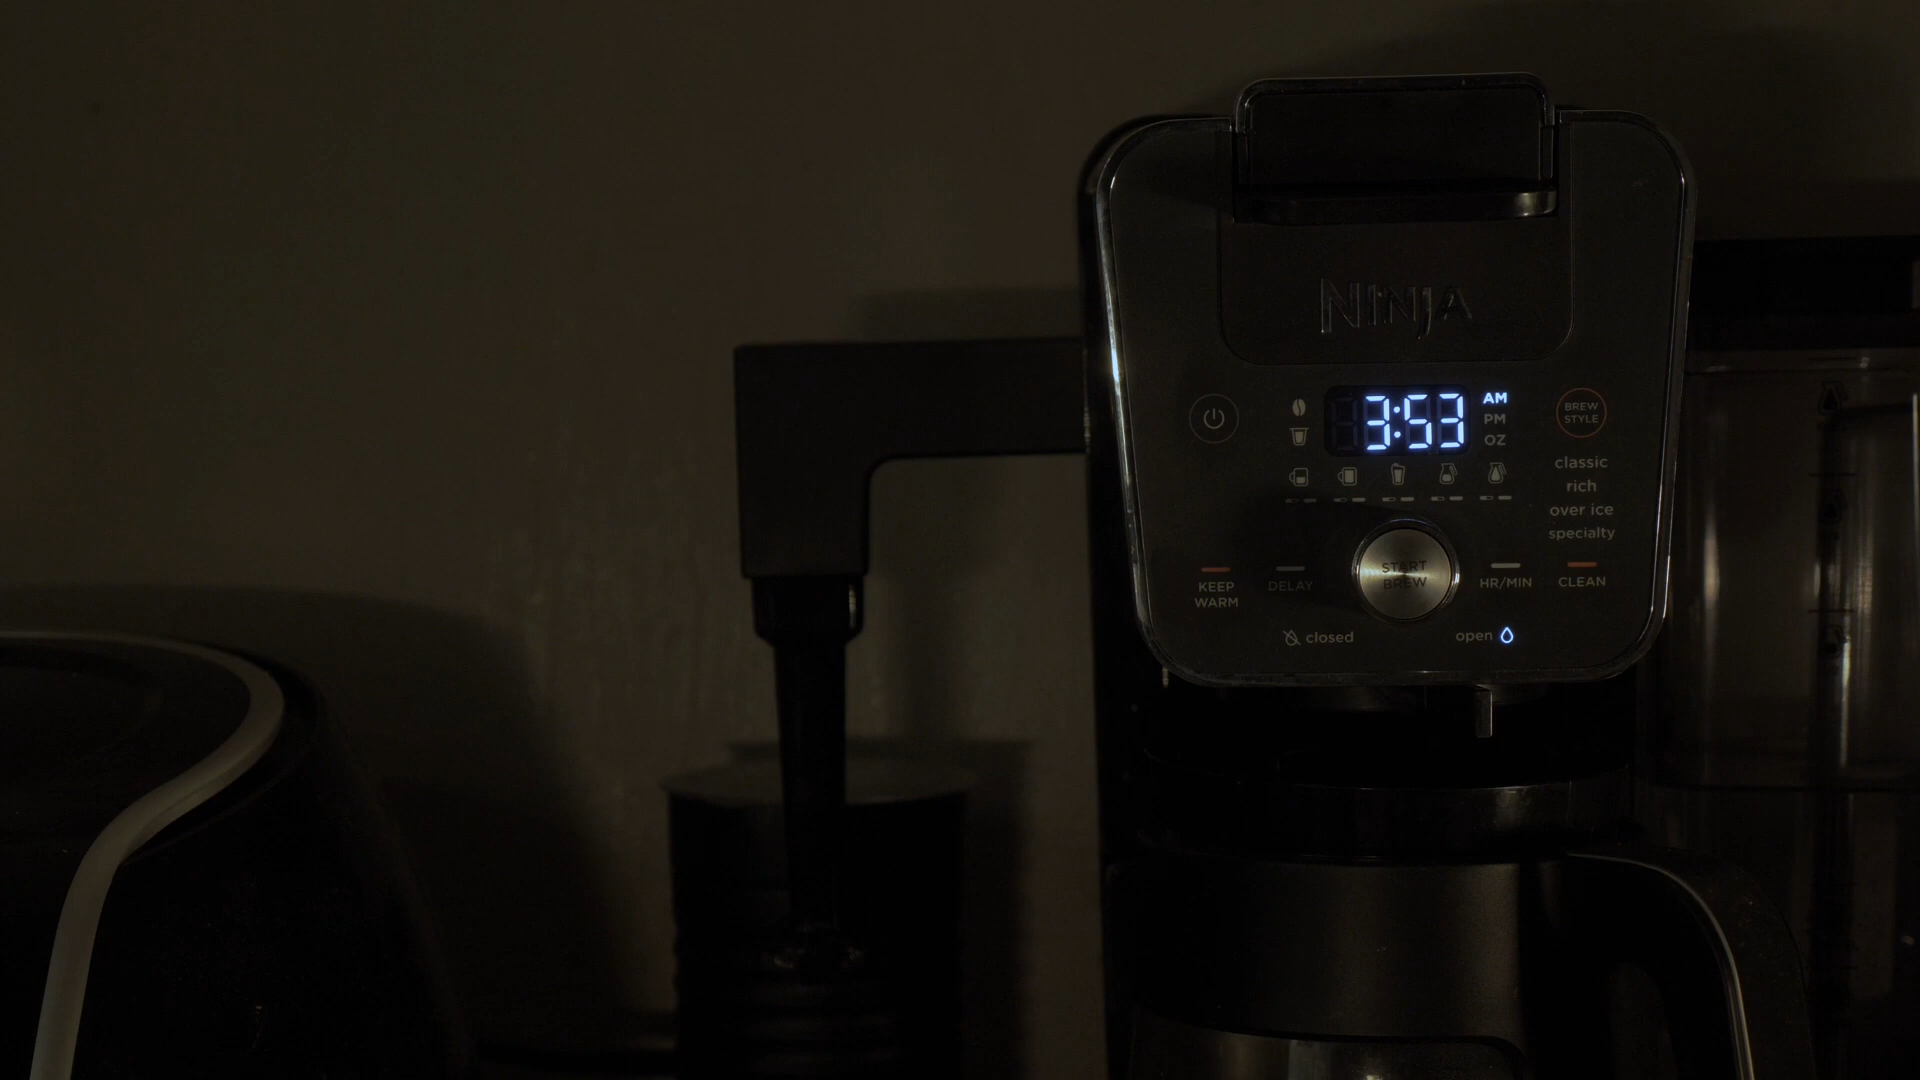 NINJA
3:53
AM
PM
OZ
BREW
STYLE
classic
rich
over ice
specialty
START
BREW
KEEP
WARM
DELAY
HR/MIN
CLEAN
closed
open